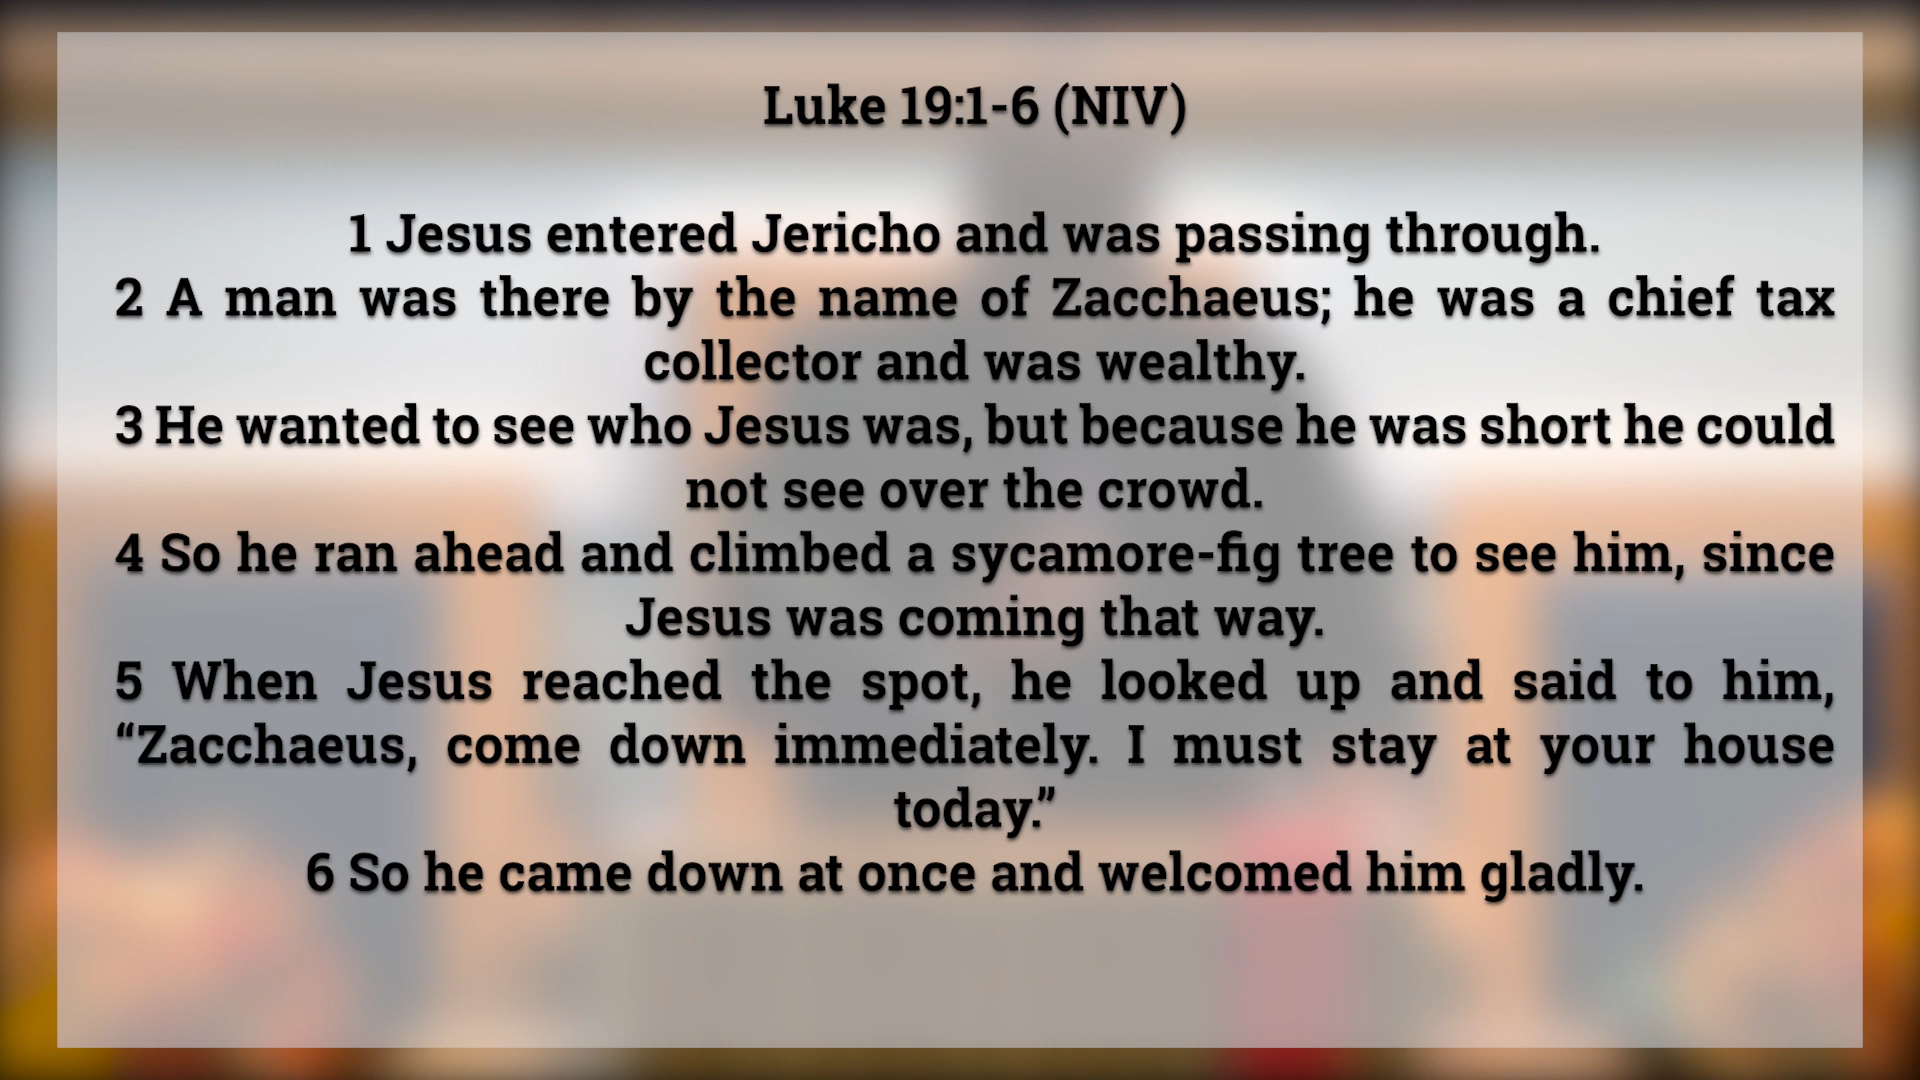 Luke 19:1-6 (NIV)
1 Jesus entered Jericho and was passing through.
2 A man was there by the name of Zacchaeus; he was a chief tax
collector and was wealthy.
3 He wanted to see who Jesus was, but because he was short he could
not see over the crowd.
4 So he ran ahead and climbed a sycamore-fig tree to see him, since
Jesus was coming that way.
5 When Jesus reached the spot, he looked up and said to him,
“Zacchaeus, come down immediately. I must stay at your house
today.”
6 So he came down at once and welcomed him gladly.